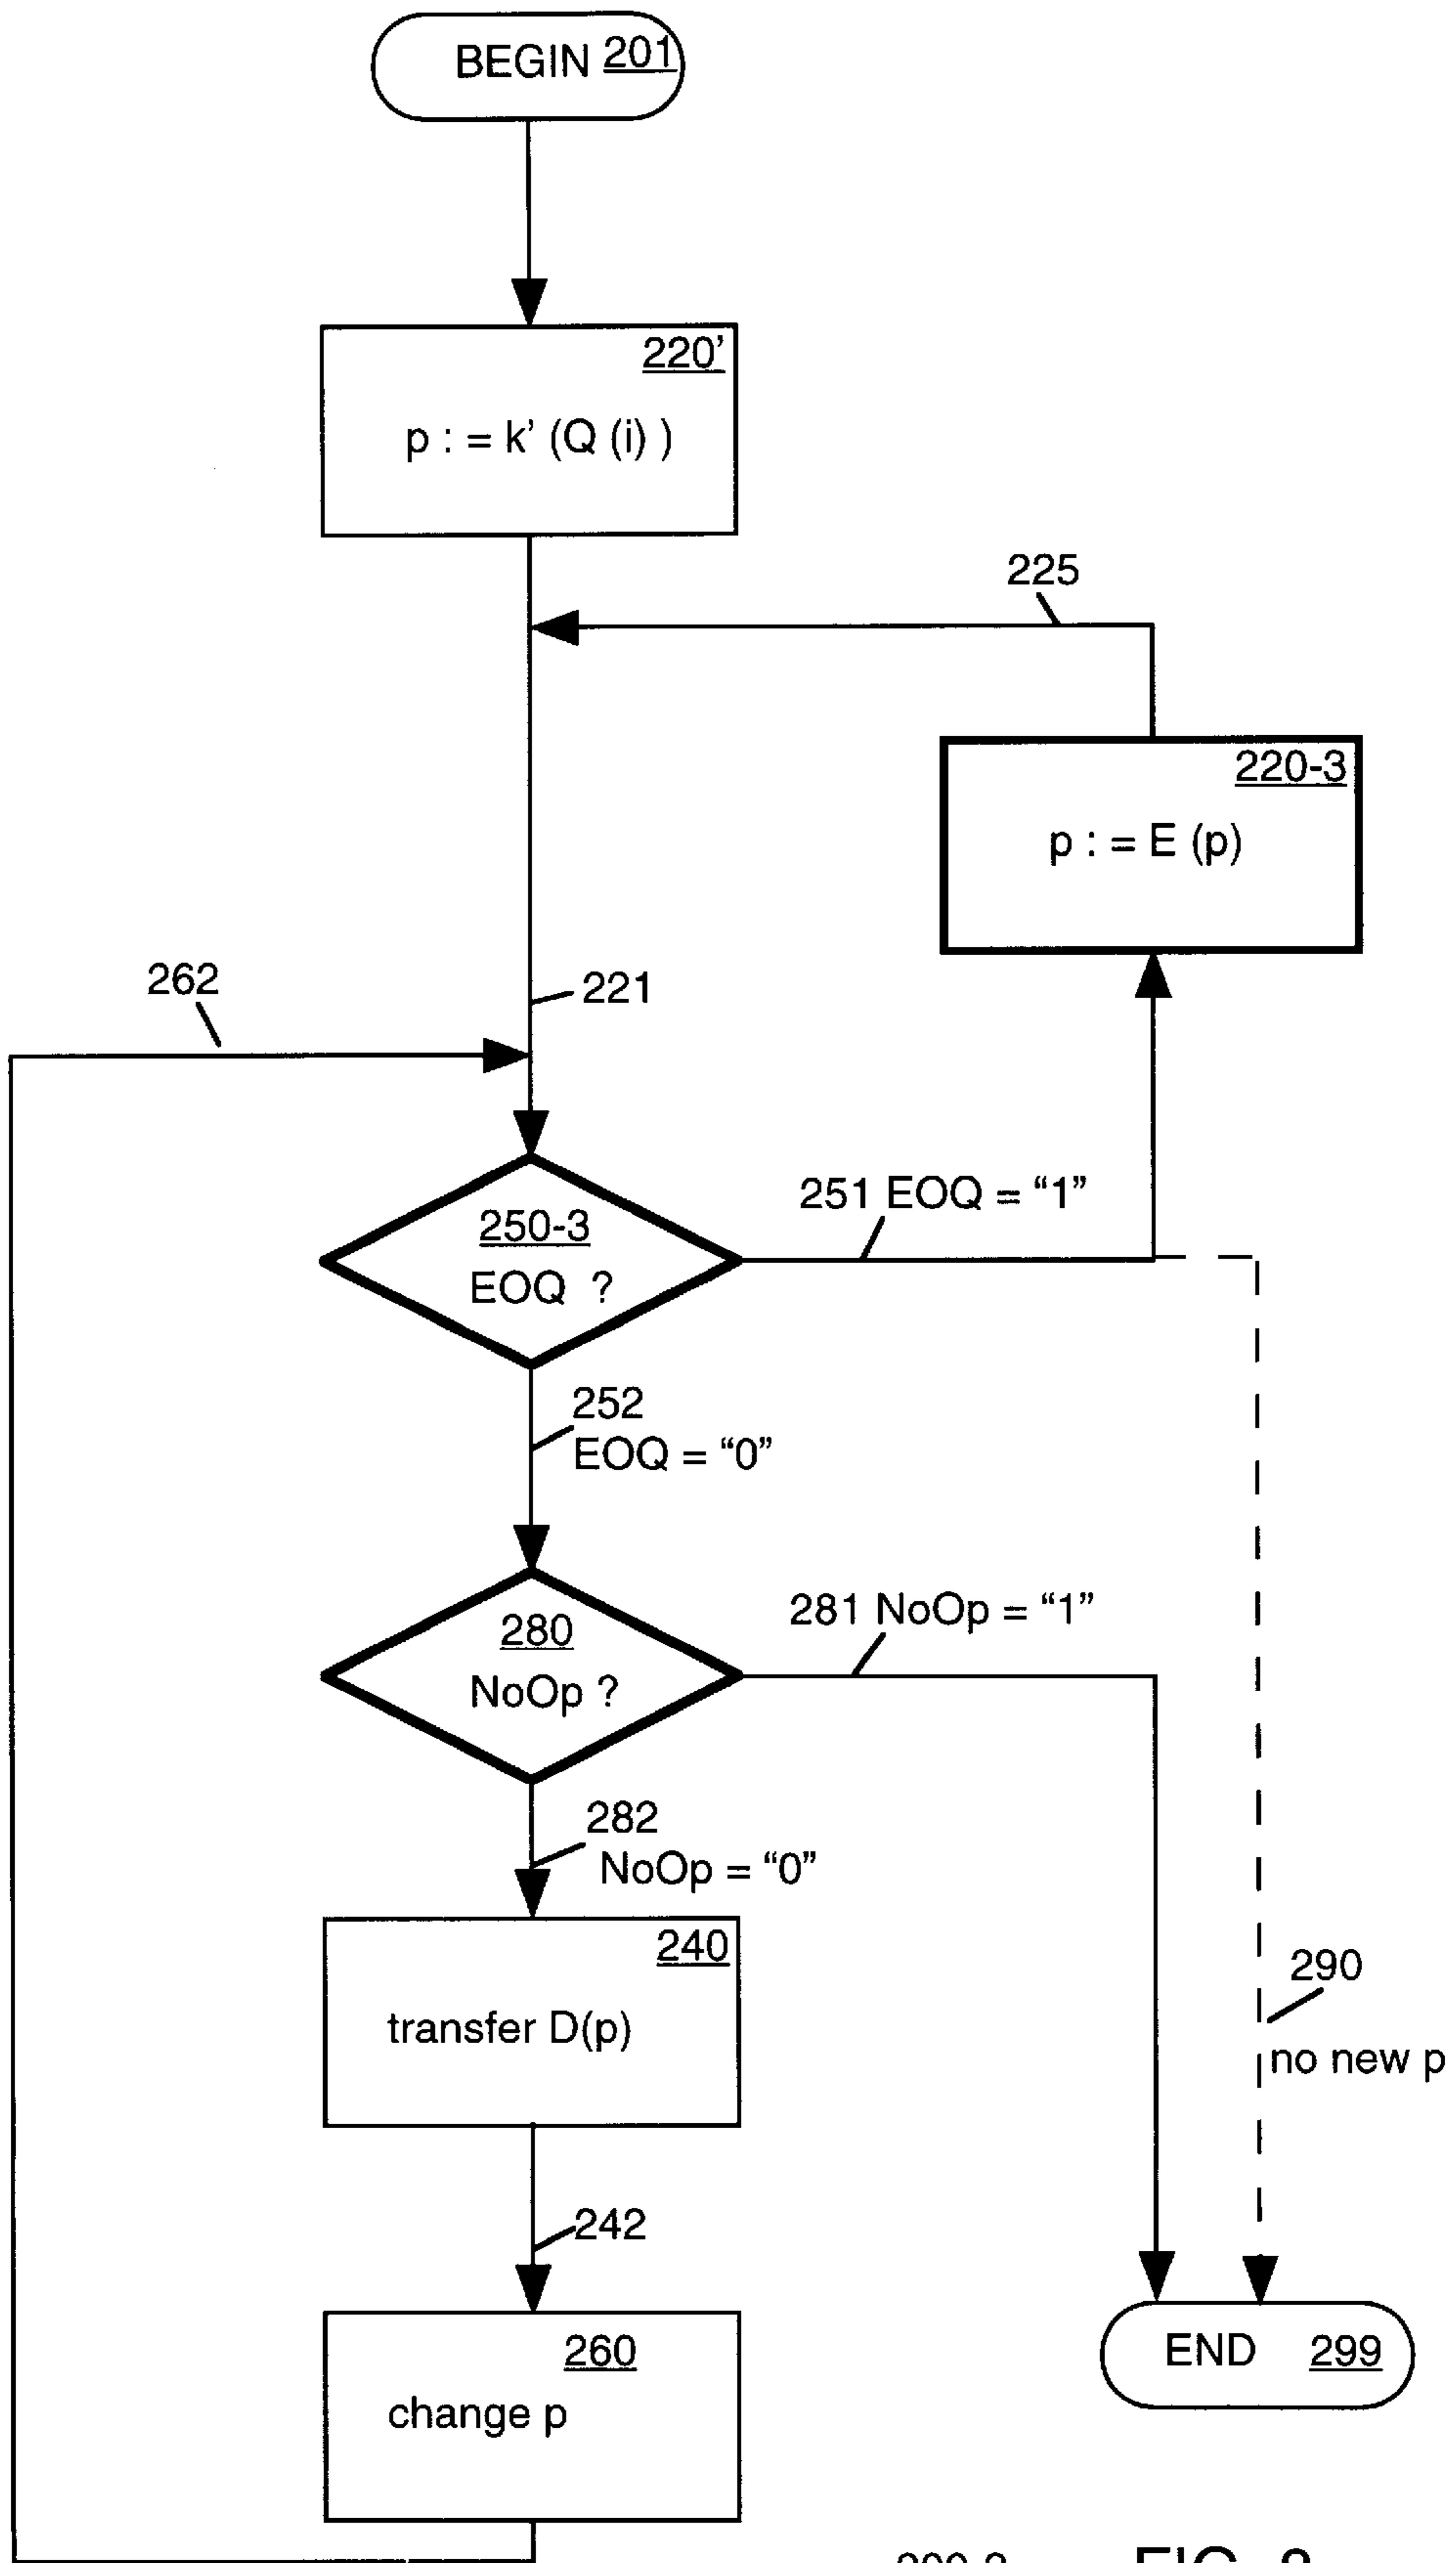 BEGIN 201
220’
p : = k’ (Q (i) )
225
220-3
p : = E (p)
262
221
251 EOQ = “1”
250-3
EOQ ?
252
EOQ = “0”
281 NoOp = “1”
280
NoOp ?
282
NoOp = “0”
240
transfer D(p)
290
no new p
242
END 299
260
change p